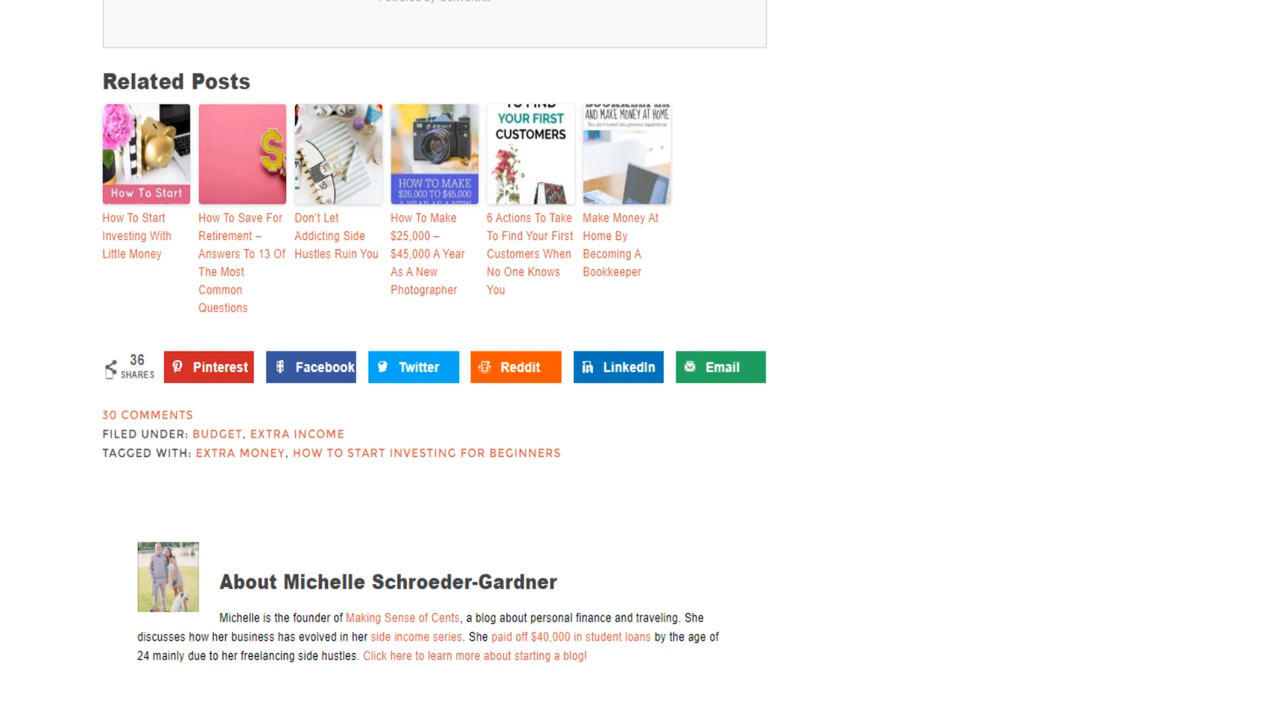 Related Posts
How To Start
HOW TO MAKE
$25,000 TO $45,000
YOUR FIRST
CUSTOMERS
AND MAKE MONEY AT HOME
How To Start
Investing With
Little Money
How To Save For
Retirement –
Answers To 13 Of
The Most
Common
Questions
Don't Let
Addicting Side
Hustles Ruin You
How To Make
$25,000 –
$45,000 A Year
As A New
Photographer
6 Actions To Take
To Find Your First
Customers When
No One Knows
You
Make Money At
Home By
Becoming A
Bookkeeper
36
SHARES
Pinterest
Facebook
Twitter
Reddit
LinkedIn
Email
30 COMMENTS
FILED UNDER: BUDGET, EXTRA INCOME
TAGGED WITH: EXTRA MONEY, HOW TO START INVESTING FOR BEGINNERS
About Michelle Schroeder-Gardner
Michelle is the founder of Making Sense of Cents, a blog about personal finance and traveling. She
discusses how her business has evolved in her side income series. She paid off $40,000 in student loans by the age of
24 mainly due to her freelancing side hustles. Click here to learn more about starting a blog!